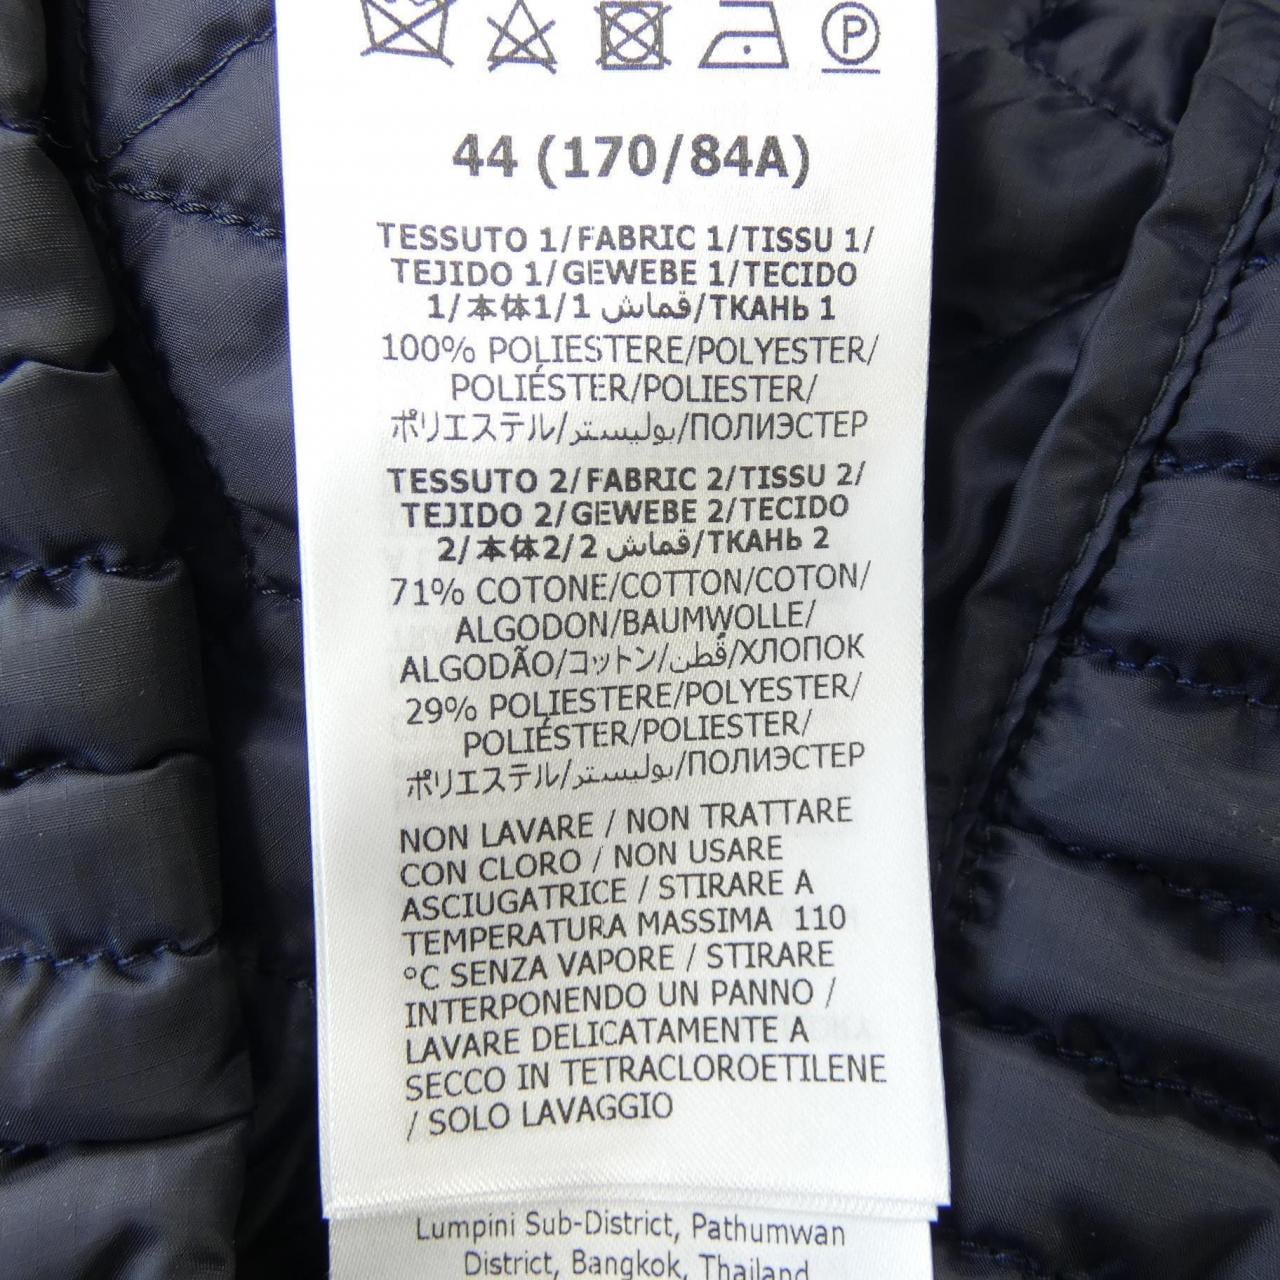 P
44 (170/84A)
TESSUTO 1/FABRIC 1/TISSU 1/
TEJIDO 1/GEWEBE 1/TECIDO
1/本体1/1 قماش/ТКАНЬ 1
100% POLIESTERE/POLYESTER/
POLIÉSTER/POLIESTER/
ポリエステル/بوليستر/ПОЛИЭСТЕР
TESSUTO 2/FABRIC 2/TISSU 2/
TEJIDO 2/GEWEBE 2/TECIDO
2/本体2/2 قماش/ТКАНЬ 2
71% COTONE/COTTON/COTON/
ALGODON/BAUMWOLLE/
ALGODÃO/コットン/قطن/ХЛОПОК
29% POLIESTERE/POLYESTER/
POLIÉSTER/POLIESTER/
ポリエステル/بوليستر/ПОЛИЭСТЕР
NON LAVARE / NON TRATTARE
CON CLORO / NON USARE
ASCIUGATRICE / STIRARE A
TEMPERATURA MASSIMA 110
°C SENZA VAPORE / STIRARE
INTERPONENDO UN PANNO /
LAVARE DELICATAMENTE A
SECCO IN TETRACLOROETILENE
/ SOLO LAVAGGIO
Lumpini Sub-District, Pathumwan
District, Bangkok, Thailand